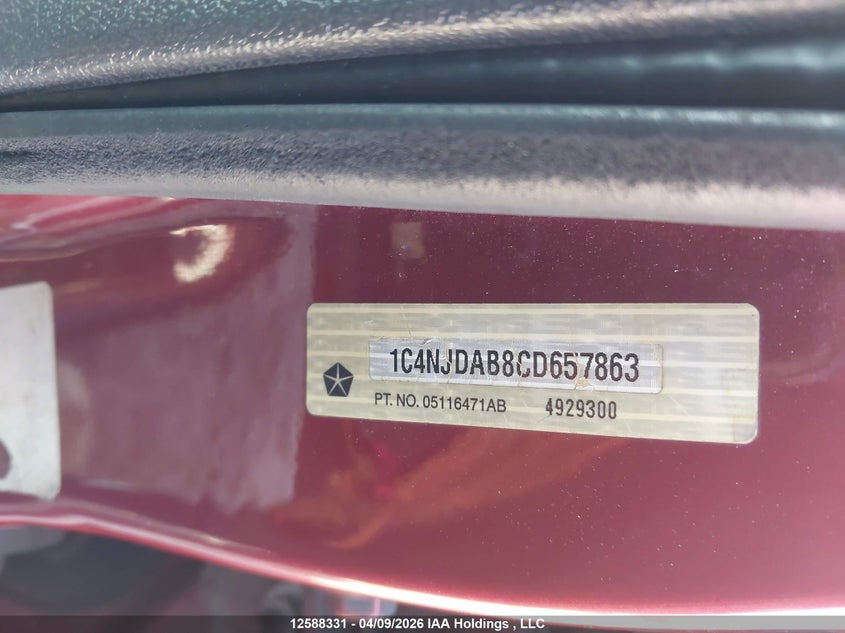 1C4NJDAB8CD657863
PT. NO. 05116471AB 4929300
12588331 - 04/09/2026 IAA Holdings , LLC